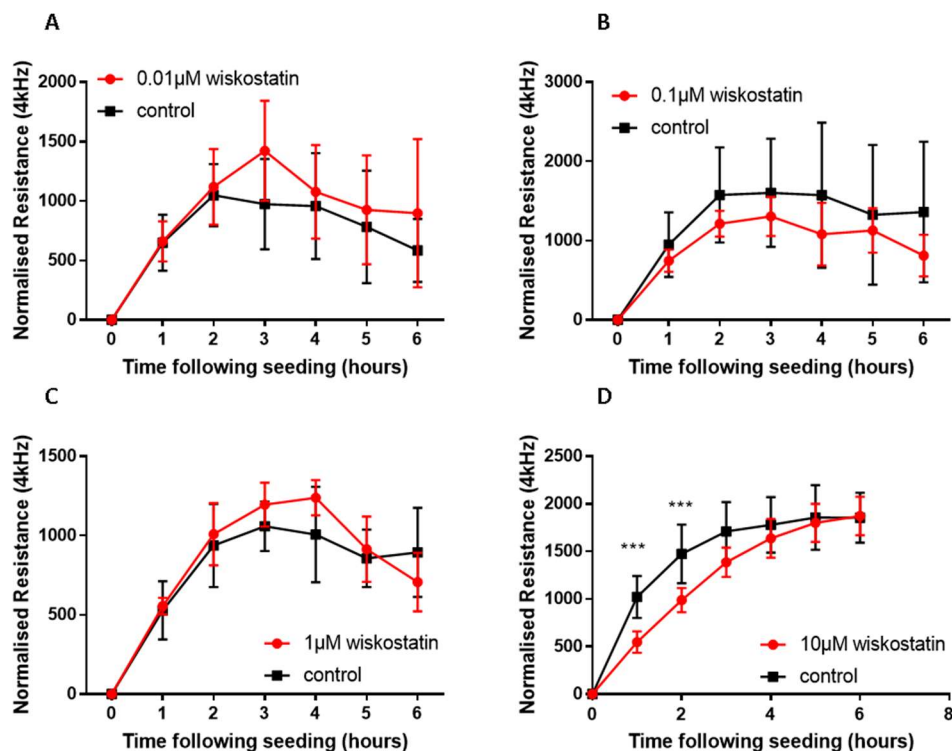 A
Normalised Resistance (4kHz)
2000
1500
1000
500
0
0.01µM wiskostatin
control
0 1 2 3 4 5 6
Time following seeding (hours)
B
Normalised Resistance (4kHz)
3000
2000
1000
0
0.1µM wiskostatin
control
0 1 2 3 4 5 6
Time following seeding (hours)
C
Normalised Resistance (4kHz)
1500
1000
500
0
1µM wiskostatin
control
0 1 2 3 4 5 6
Time following seeding (hours)
D
Normalised Resistance (4kHz)
2500
2000
1500
1000
500
0
***
***
10µM wiskostatin
control
0 2 4 6 8
Time following seeding (hours)